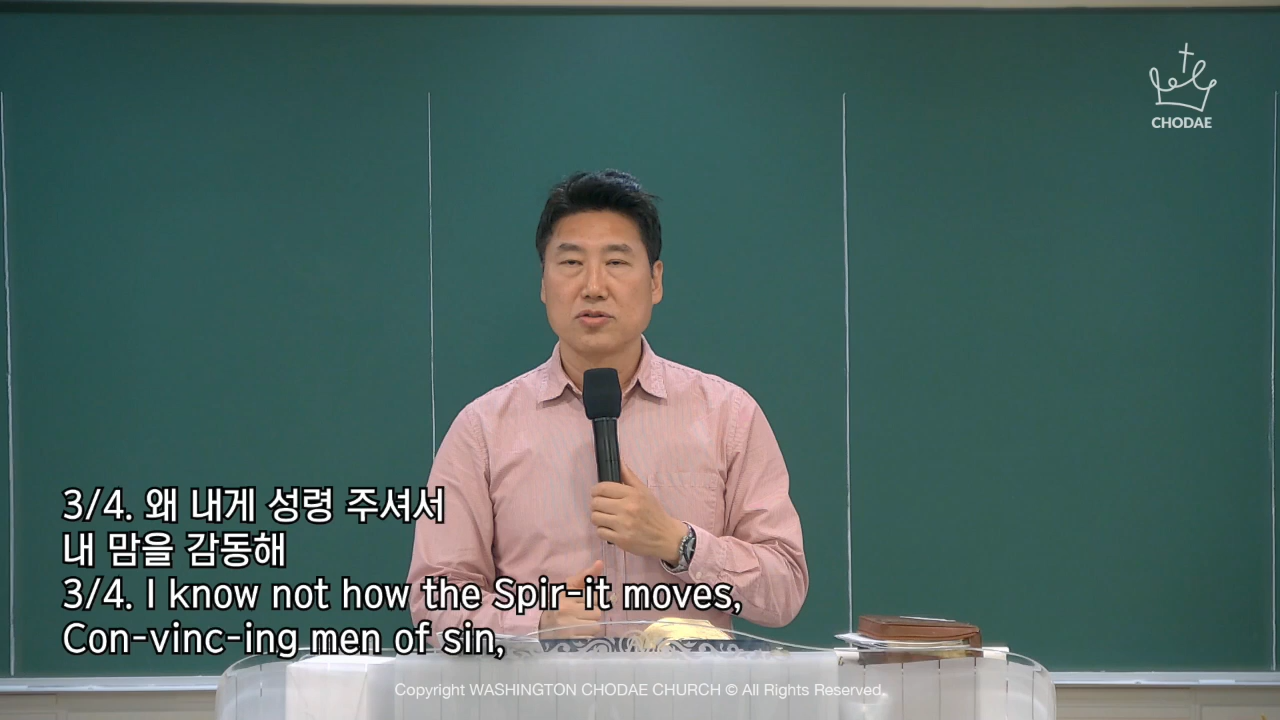 CHODAE
3/4. 왜 내게 성령 주셔서
내 맘을 감동해
3/4. I know not how the Spir-it moves,
Con-vinc-ing men of sin,
Copyright WASHINGTON CHODAE CHURCH © All Rights Reserved.